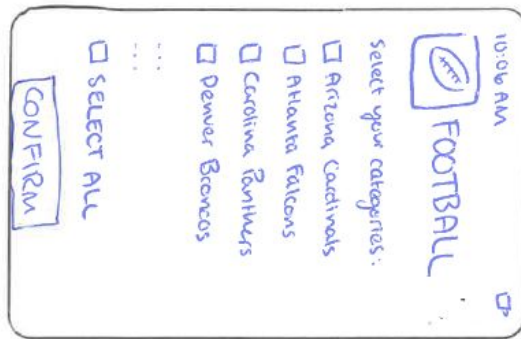 10:06 AM
FOOTBALL
Select your categories:
Arizona Cardinals
Atlanta Falcons
Carolina Panthers
Denver Broncos
...
...
SELECT ALL
CONFIRM